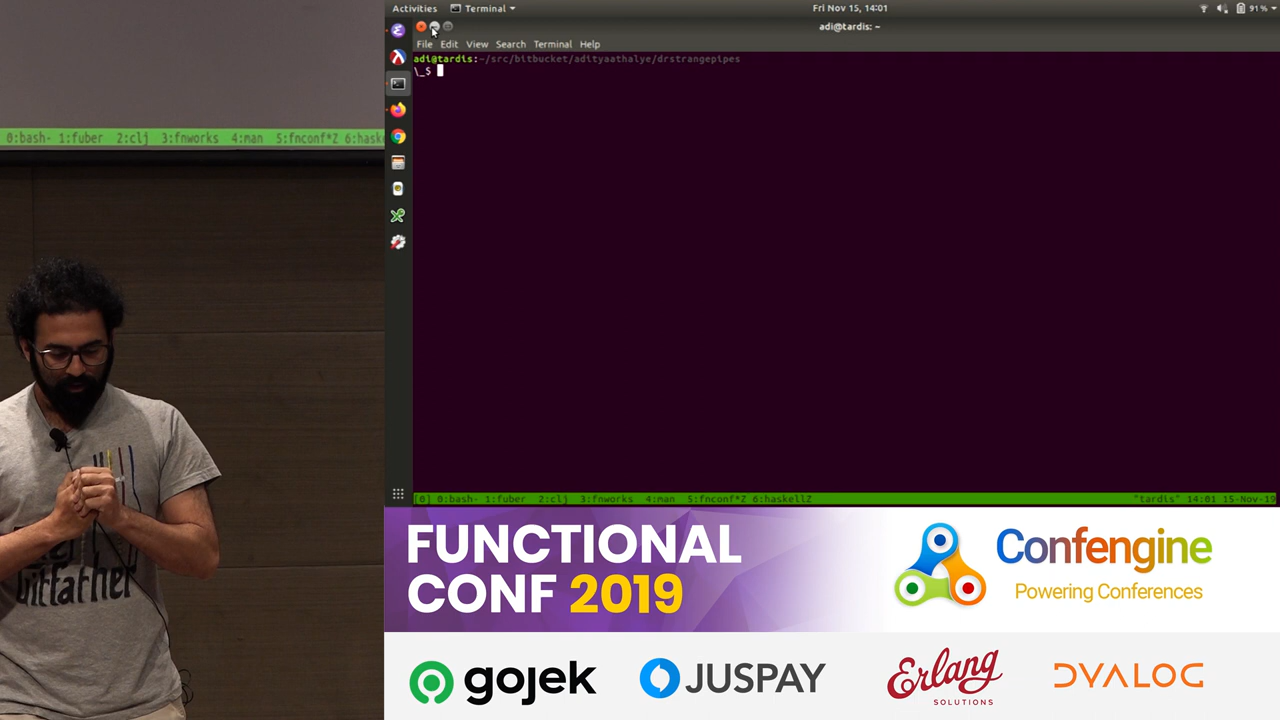 Activities Terminal Fri Nov 15, 14:01 91%
adi@tardis: ~
File Edit View Search Terminal Help
adi@tardis:~/src/bitbucket/adityaathalye/drstrangepipes
\_$
0:bash- 1:fuber 2:clj 3:fnworks 4:man 5:fnconf*Z 6:hask
[0] 0:bash- 1:fuber 2:clj 3:fnworks 4:man 5:fnconf*Z 6:haskellZ "tardis" 14:01 15-Nov-19
FUNCTIONAL
CONF 2019
Confengine
Powering Conferences
gojek
JUSPAY
Erlang
SOLUTIONS
DYALOG